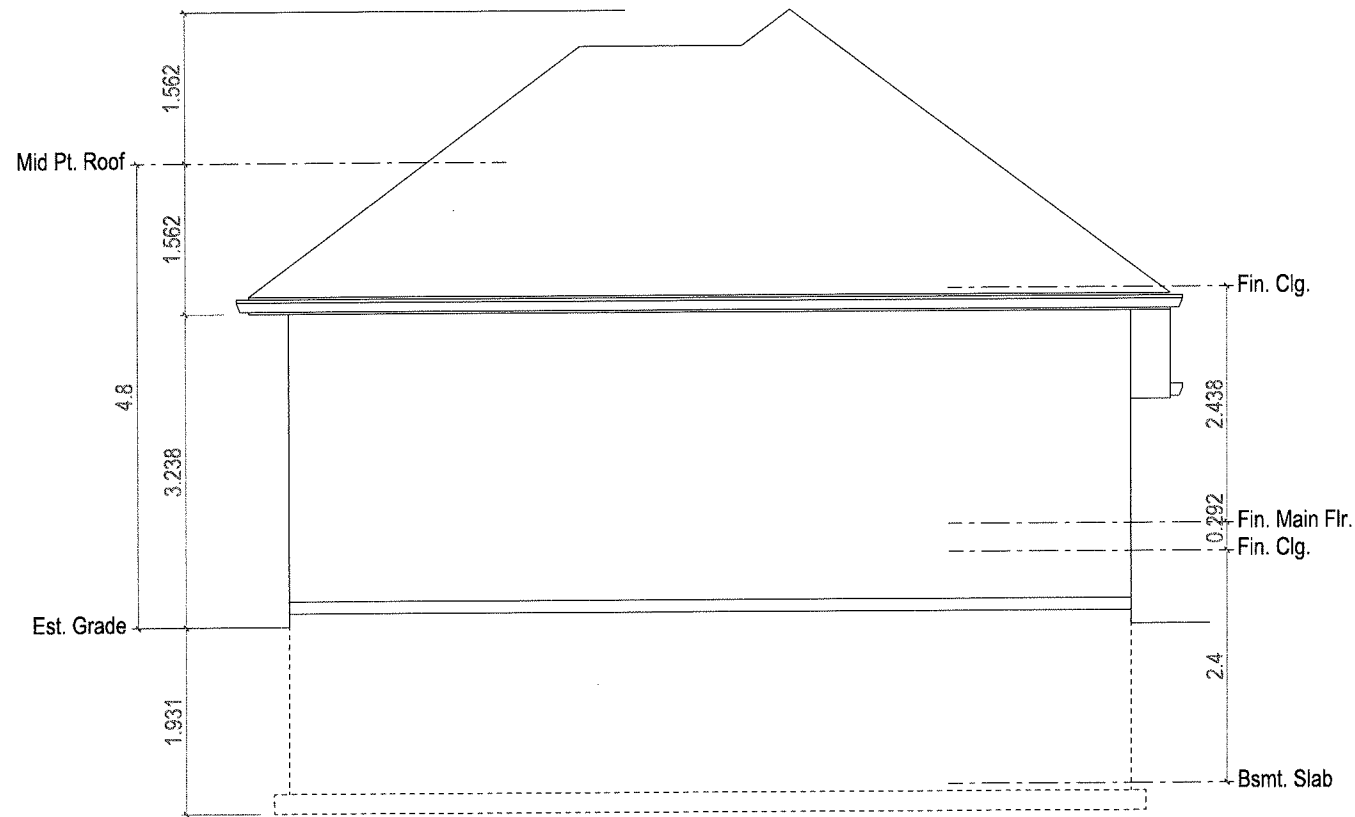 1.562
Mid Pt. Roof
1.562
Fin. Clg.
4.8
2.438
3.238
0.292
Fin. Main Flr.
Fin. Clg.
Est. Grade
2.4
1.931
Bsmt. Slab